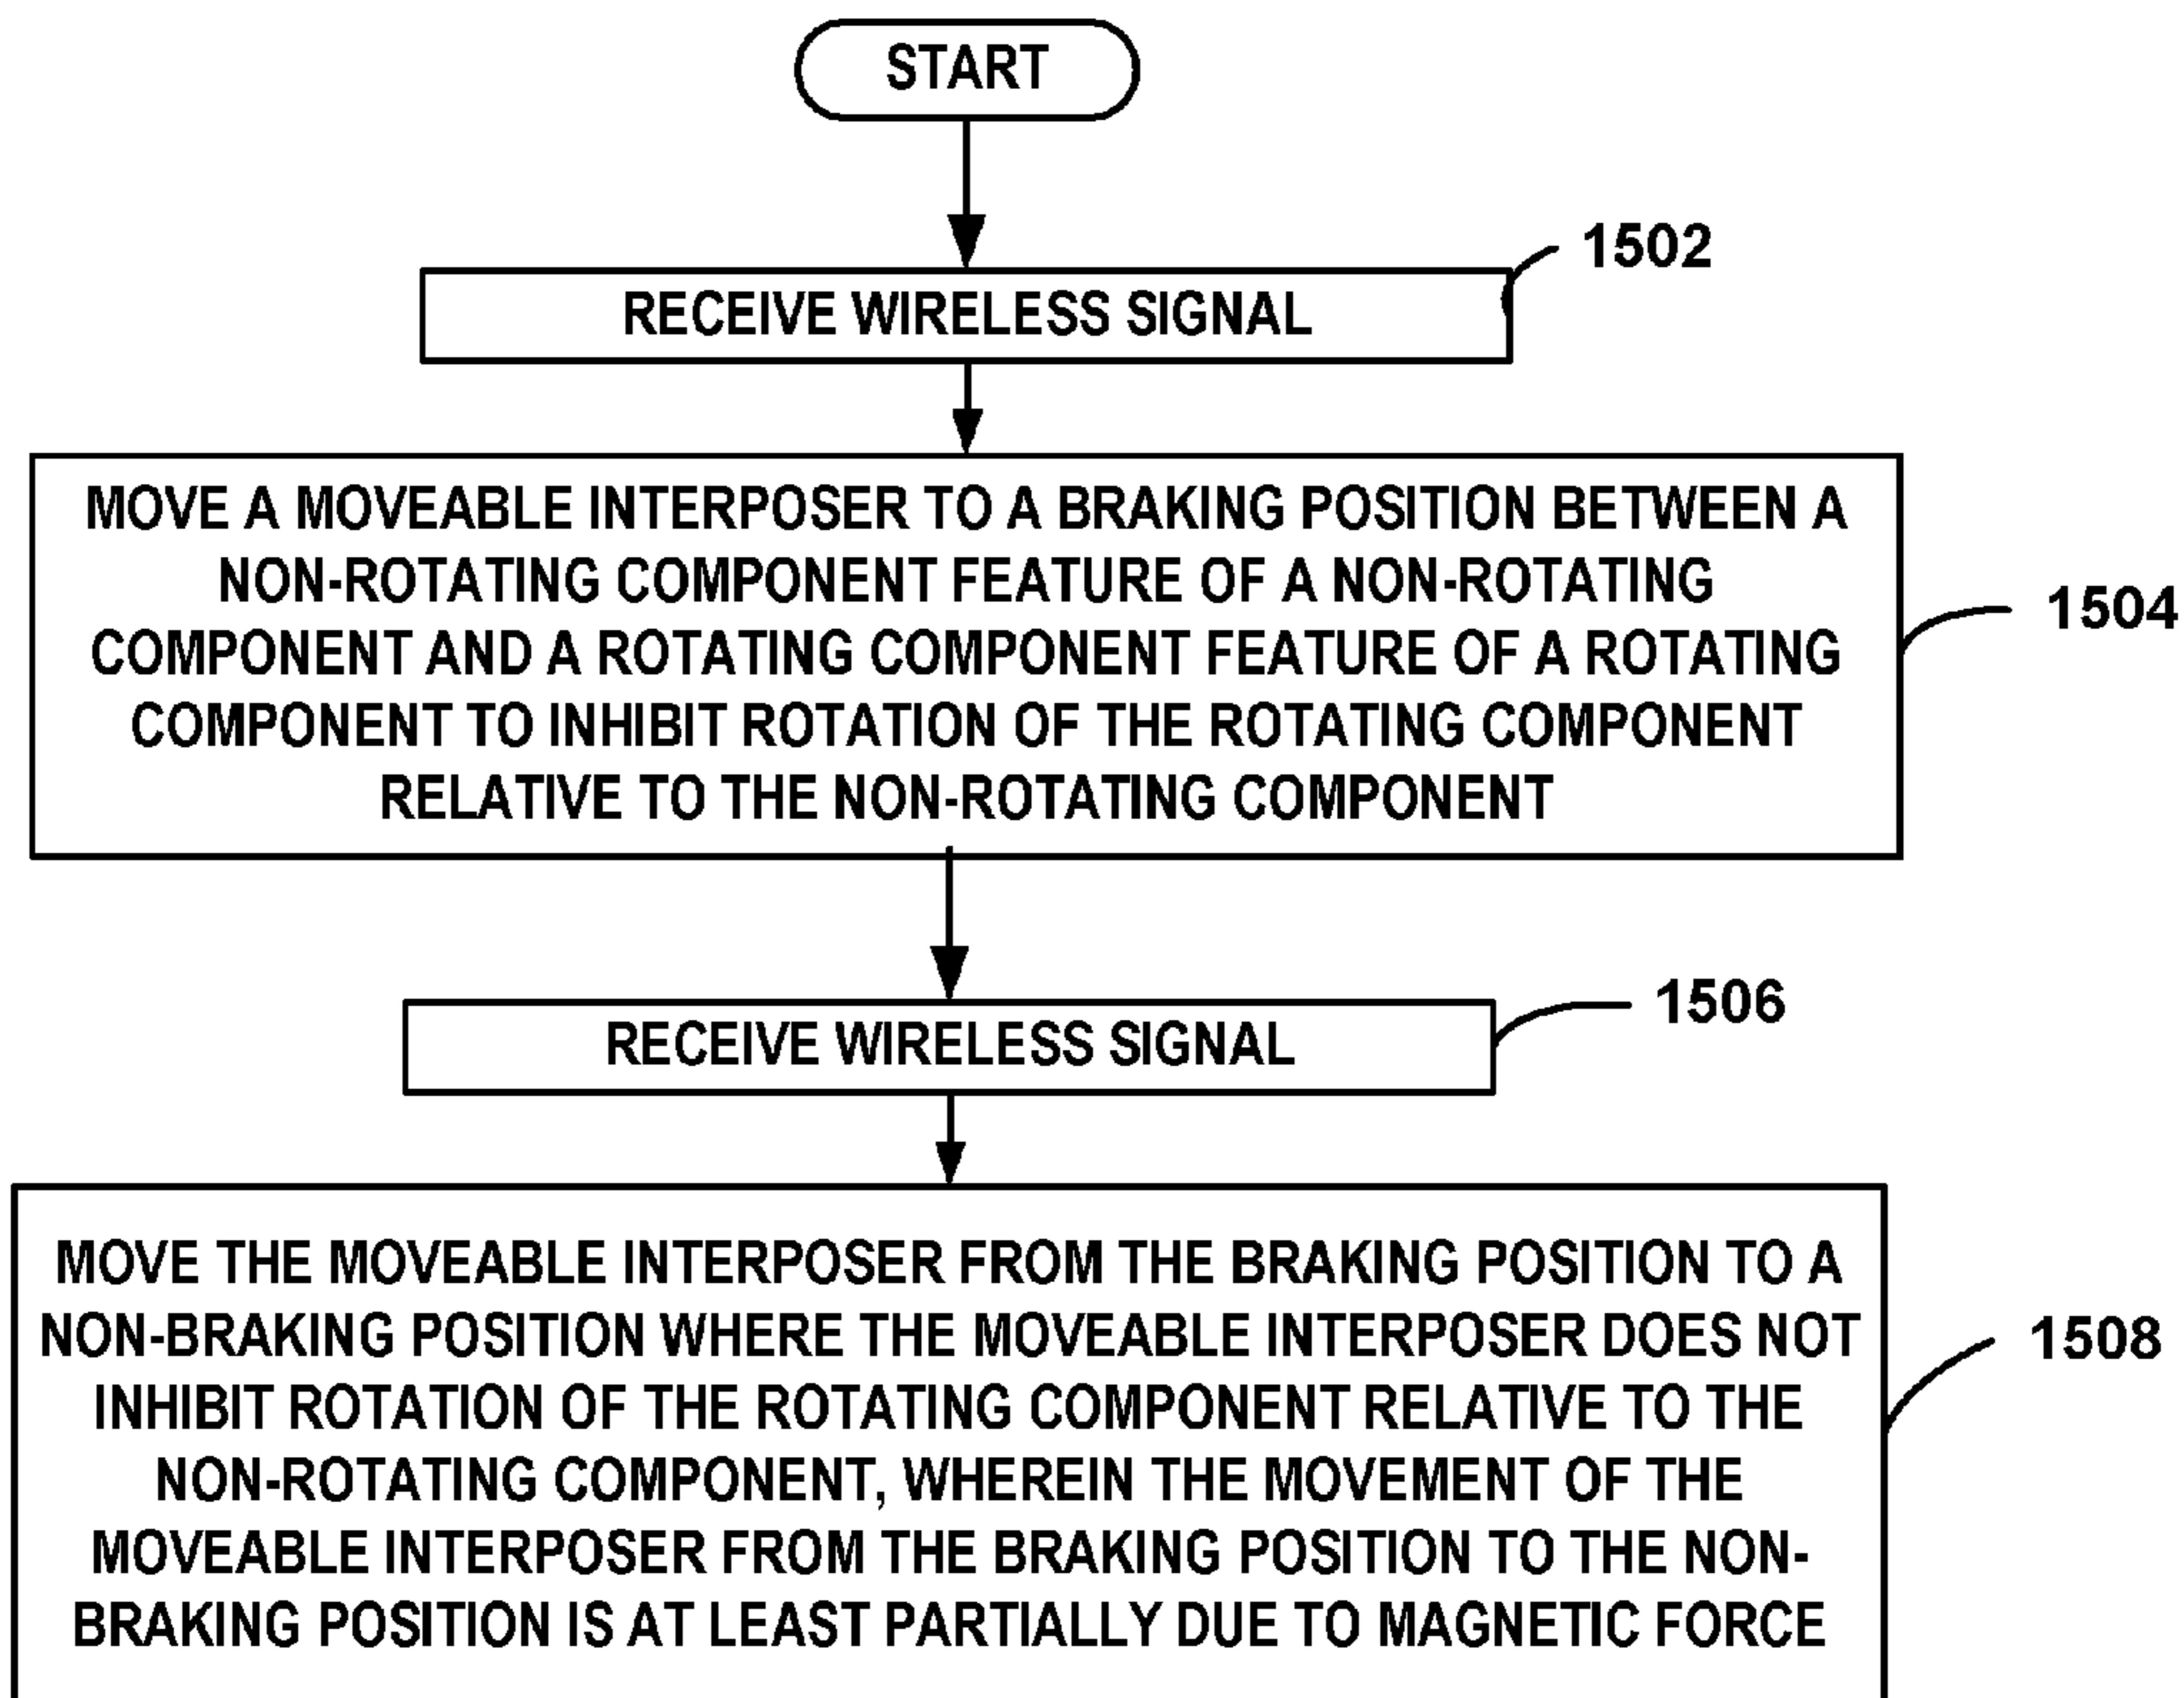 START
1502
RECEIVE WIRELESS SIGNAL
MOVE A MOVEABLE INTERPOSER TO A BRAKING POSITION BETWEEN A
NON-ROTATING COMPONENT FEATURE OF A NON-ROTATING
COMPONENT AND A ROTATING COMPONENT FEATURE OF A ROTATING
COMPONENT TO INHIBIT ROTATION OF THE ROTATING COMPONENT
RELATIVE TO THE NON-ROTATING COMPONENT
1504
RECEIVE WIRELESS SIGNAL
1506
MOVE THE MOVEABLE INTERPOSER FROM THE BRAKING POSITION TO A
NON-BRAKING POSITION WHERE THE MOVEABLE INTERPOSER DOES NOT
INHIBIT ROTATION OF THE ROTATING COMPONENT RELATIVE TO THE
NON-ROTATING COMPONENT, WHEREIN THE MOVEMENT OF THE
MOVEABLE INTERPOSER FROM THE BRAKING POSITION TO THE NON-
BRAKING POSITION IS AT LEAST PARTIALLY DUE TO MAGNETIC FORCE
1508